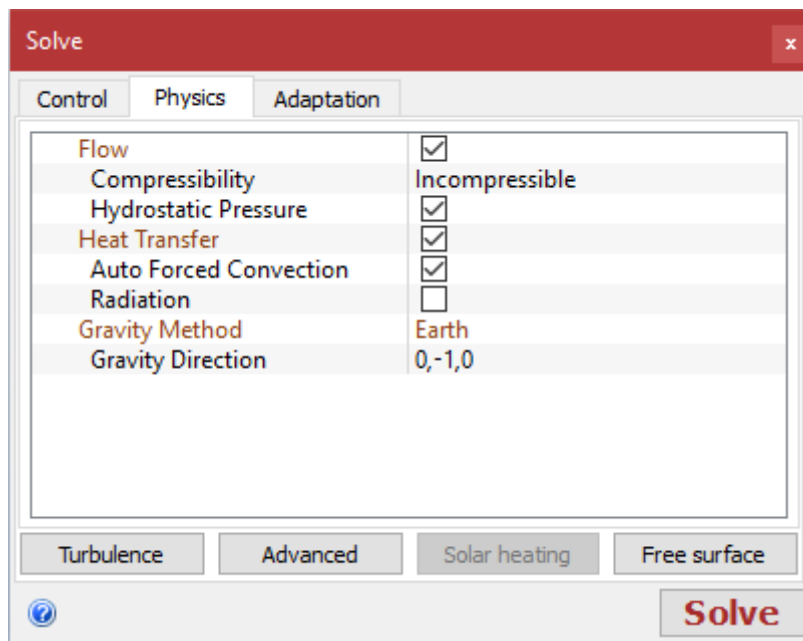 Solve x
Control Physics Adaptation
Flow
Compressibility Incompressible
Hydrostatic Pressure
Heat Transfer
Auto Forced Convection
Radiation
Gravity Method Earth
Gravity Direction 0,-1,0
Turbulence Advanced Solar heating Free surface
? Solve